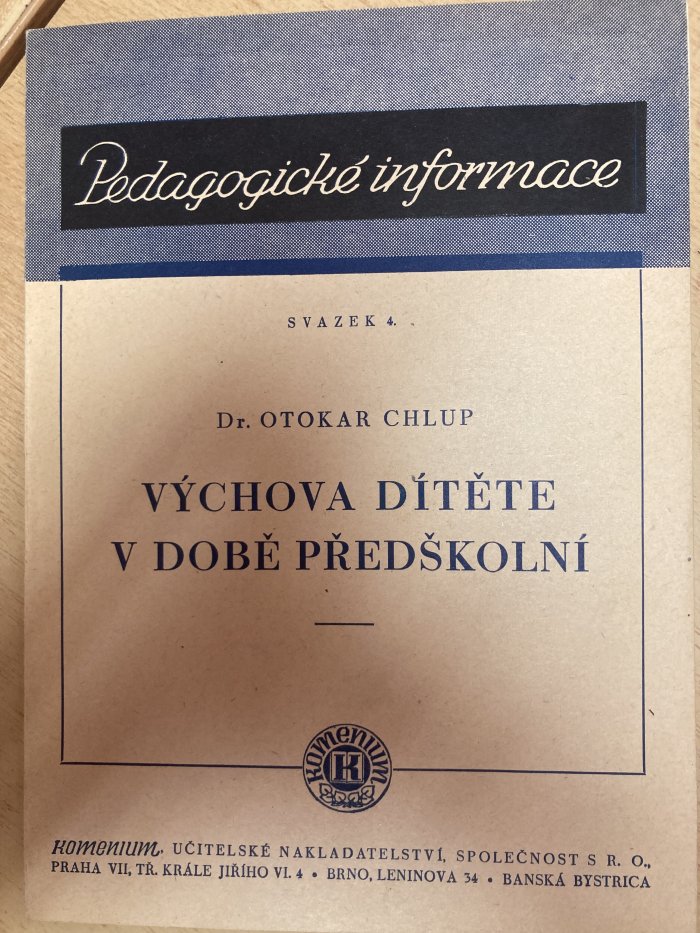 Pedagogické informace
SVAZEK 4.
Dr. OTOKAR CHLUP
VÝCHOVA DÍTĚTE
V DOBĚ PŘEDŠKOLNÍ
KOMENIUM
K
KOMENIUM, UČITELSKÉ NAKLADATELSTVÍ, SPOLEČNOST S R. O.,
PRAHA VII, TŘ. KRÁLE JIŘÍHO VI. 4 • BRNO, LENINOVA 34 • BANSKÁ BYSTRICA